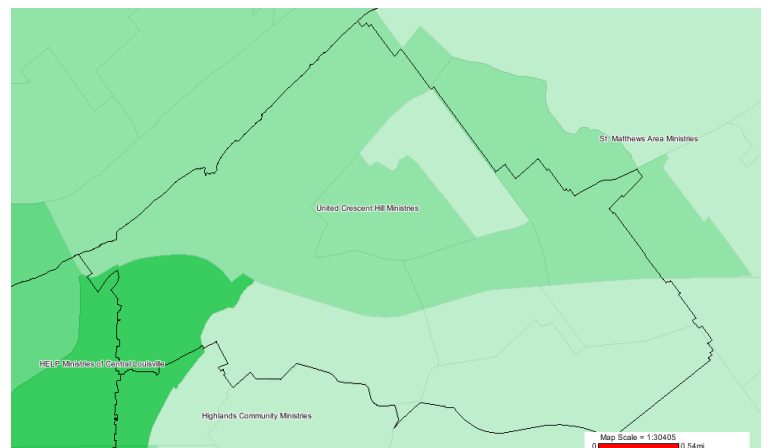 St. Matthews Area Ministries
United Crescent Hill Ministries
HELP Ministries of Central Louisville
Highlands Community Ministries
Map Scale = 1:30405
0 0.54mi